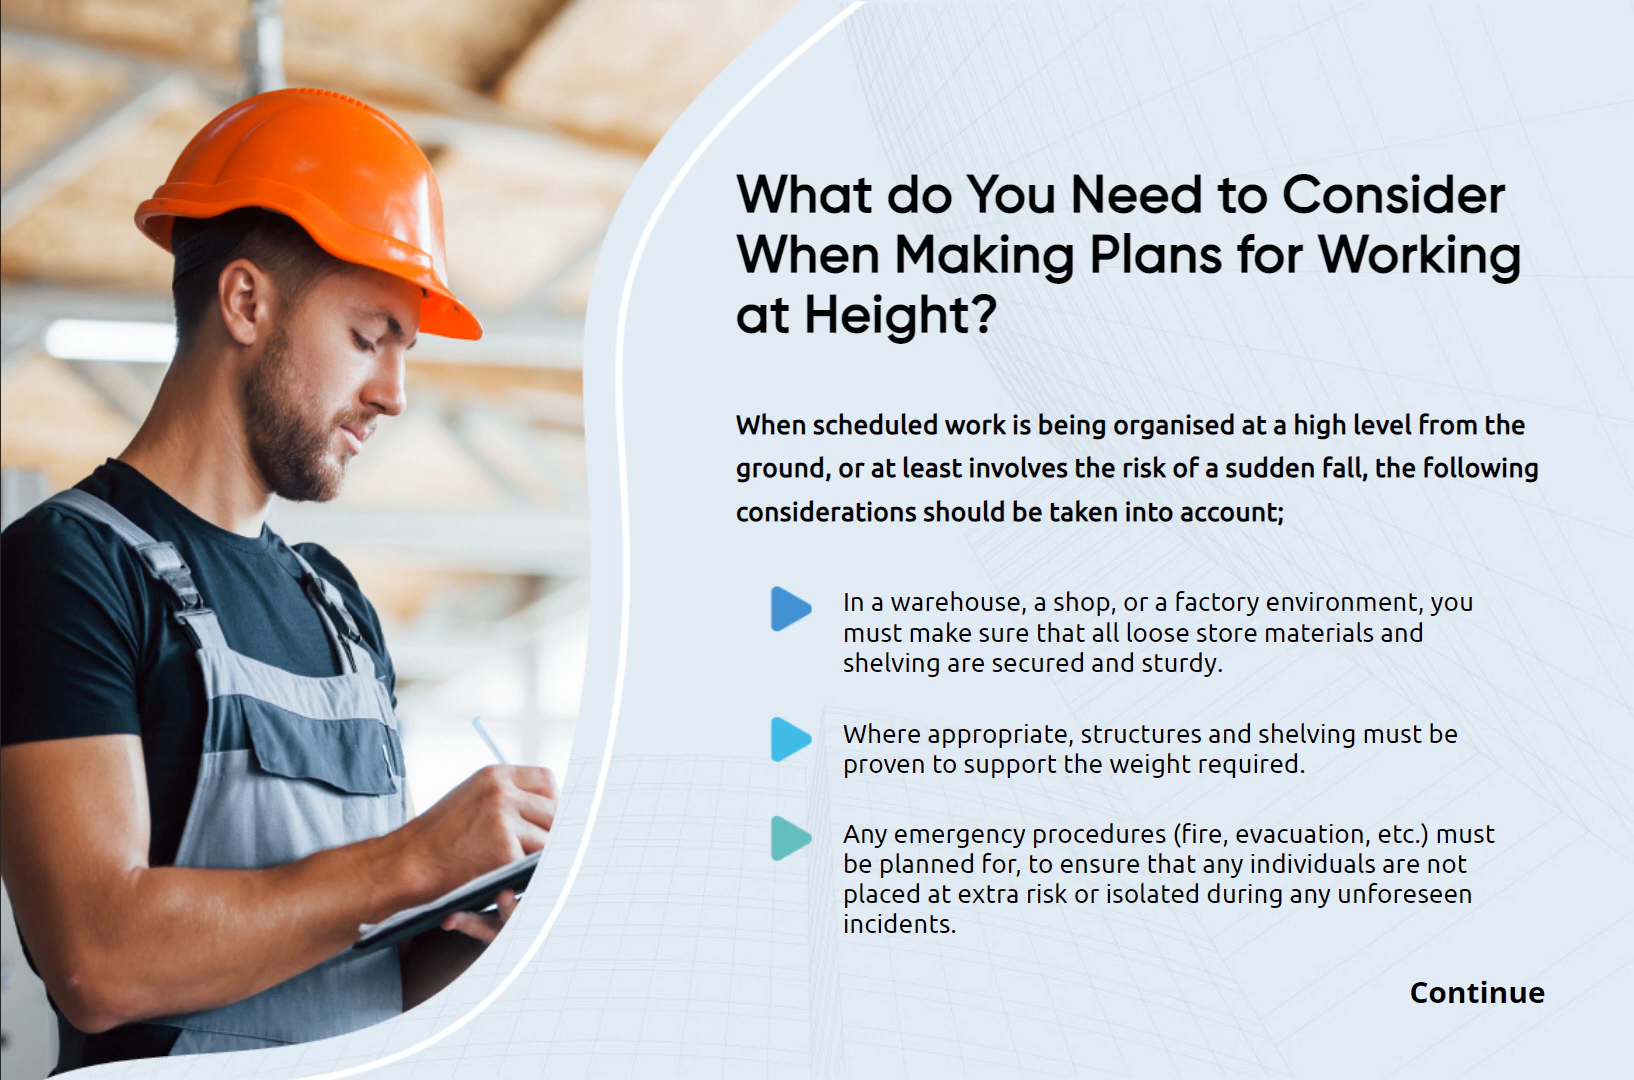 What do You Need to Consider
When Making Plans for Working
at Height?
When scheduled work is being organised at a high level from the
ground, or at least involves the risk of a sudden fall, the following
considerations should be taken into account;
In a warehouse, a shop, or a factory environment, you
must make sure that all loose store materials and
shelving are secured and sturdy.
Where appropriate, structures and shelving must be
proven to support the weight required.
Any emergency procedures (fire, evacuation, etc.) must
be planned for, to ensure that any individuals are not
placed at extra risk or isolated during any unforeseen
incidents.
Continue